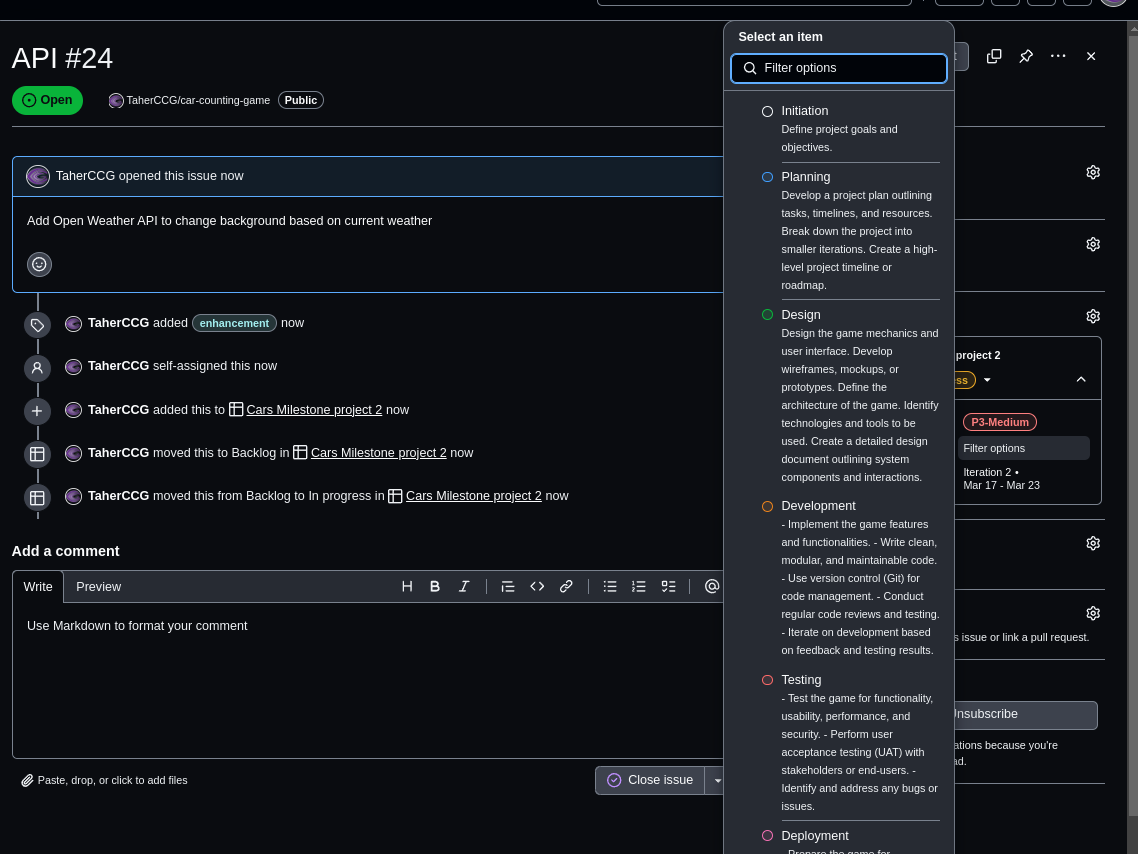 API #24
Open
TaherCCG/car-counting-game
Public
TaherCCG opened this issue now
Add Open Weather API to change background based on current weather
TaherCCG added enhancement now
TaherCCG self-assigned this now
TaherCCG added this to Cars Milestone project 2 now
TaherCCG moved this to Backlog in Cars Milestone project 2 now
TaherCCG moved this from Backlog to In progress in Cars Milestone project 2 now
Add a comment
Write
Preview
Use Markdown to format your comment
Paste, drop, or click to add files
Close issue
Select an item
Filter options
Initiation
Define project goals and
objectives.
Planning
Develop a project plan outlining
tasks, timelines, and resources.
Break down the project into
smaller iterations. Create a high-
level project timeline or
roadmap.
Design
Design the game mechanics and
user interface. Develop
wireframes, mockups, or
prototypes. Define the
architecture of the game. Identify
technologies and tools to be
used. Create a detailed design
document outlining system
components and interactions.
Development
- Implement the game features
and functionalities. - Write clean,
modular, and maintainable code.
- Use version control (Git) for
code management. - Conduct
regular code reviews and testing.
- Iterate on development based
on feedback and testing results.
Testing
- Test the game for functionality,
usability, performance, and
security. - Perform user
acceptance testing (UAT) with
stakeholders or end-users. -
Identify and address any bugs or
issues.
Deployment
- Prepare the game for
project 2
P3-Medium
Filter options
Iteration 2 •
Mar 17 - Mar 23
issue or link a pull request.
Unsubscribe
because you're